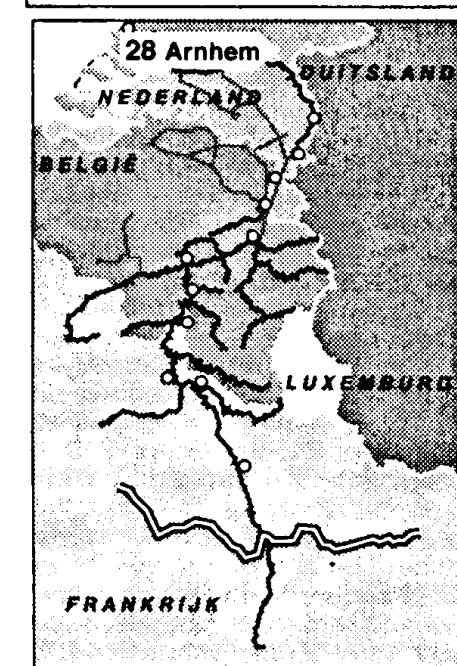 28 Arnhem
DUITSLAND
NEDERLAND
BELGIË
LUXEMBURG
FRANKRIJK